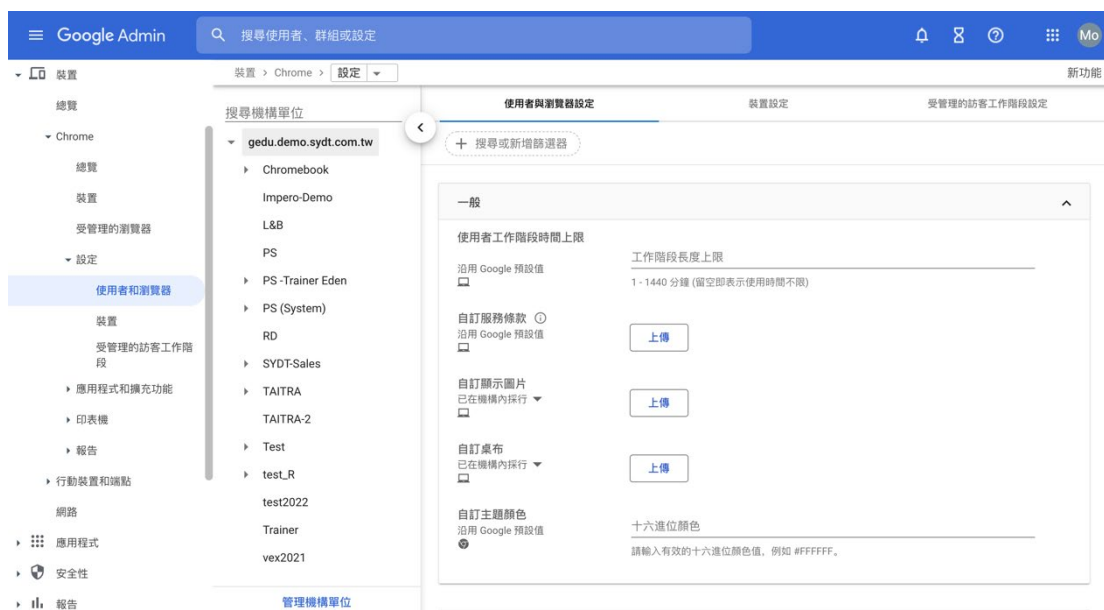 Google Admin
搜尋使用者、群組或設定
Mo
裝置
總覽
Chrome
總覽
裝置
受管理的瀏覽器
設定
使用者和瀏覽器
裝置
受管理的訪客工作階
段
應用程式和擴充功能
印表機
報告
行動裝置和端點
網路
應用程式
安全性
報告
裝置 > Chrome > 設定
新功能
搜尋機構單位
gedu.demo.sydt.com.tw
Chromebook
Impero-Demo
L&B
PS
PS -Trainer Eden
PS (System)
RD
SYDT-Sales
TAITRA
TAITRA-2
Test
test_R
test2022
Trainer
vex2021
管理機構單位
使用者與瀏覽器設定
裝置設定
受管理的訪客工作階段設定
+ 搜尋或新增篩選器
一般
使用者工作階段時間上限
沿用 Google 預設值
工作階段長度上限
1 - 1440 分鐘 (留空即表示使用時間不限)
自訂服務條款
沿用 Google 預設值
上傳
自訂顯示圖片
已在機構內採行
上傳
自訂桌布
已在機構內採行
上傳
自訂主題顏色
沿用 Google 預設值
十六進位顏色
請輸入有效的十六進位顏色值，例如 #FFFFFF。